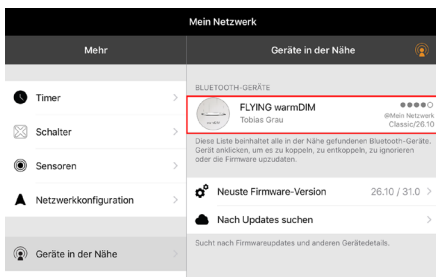 Mein Netzwerk
Mehr
Geräte in der Nähe
BLUETOOTH-GERÄTE
Timer
FLYING warmDIM
Tobias Grau
@Mein Netzwerk
Classic/26.10
Schalter
Diese Liste beinhaltet alle in der Nähe gefundenen Bluetooth-Geräte.
Gerät anklicken, um es zu koppeln, zu entkoppeln, zu ignorieren
oder die Firmware upzudaten.
Sensoren
Netzwerkkonfiguration
Neuste Firmware-Version
26.10 / 31.0
Nach Updates suchen
Geräte in der Nähe
Sucht nach Firmwareupdates und anderen Gerätedetails.